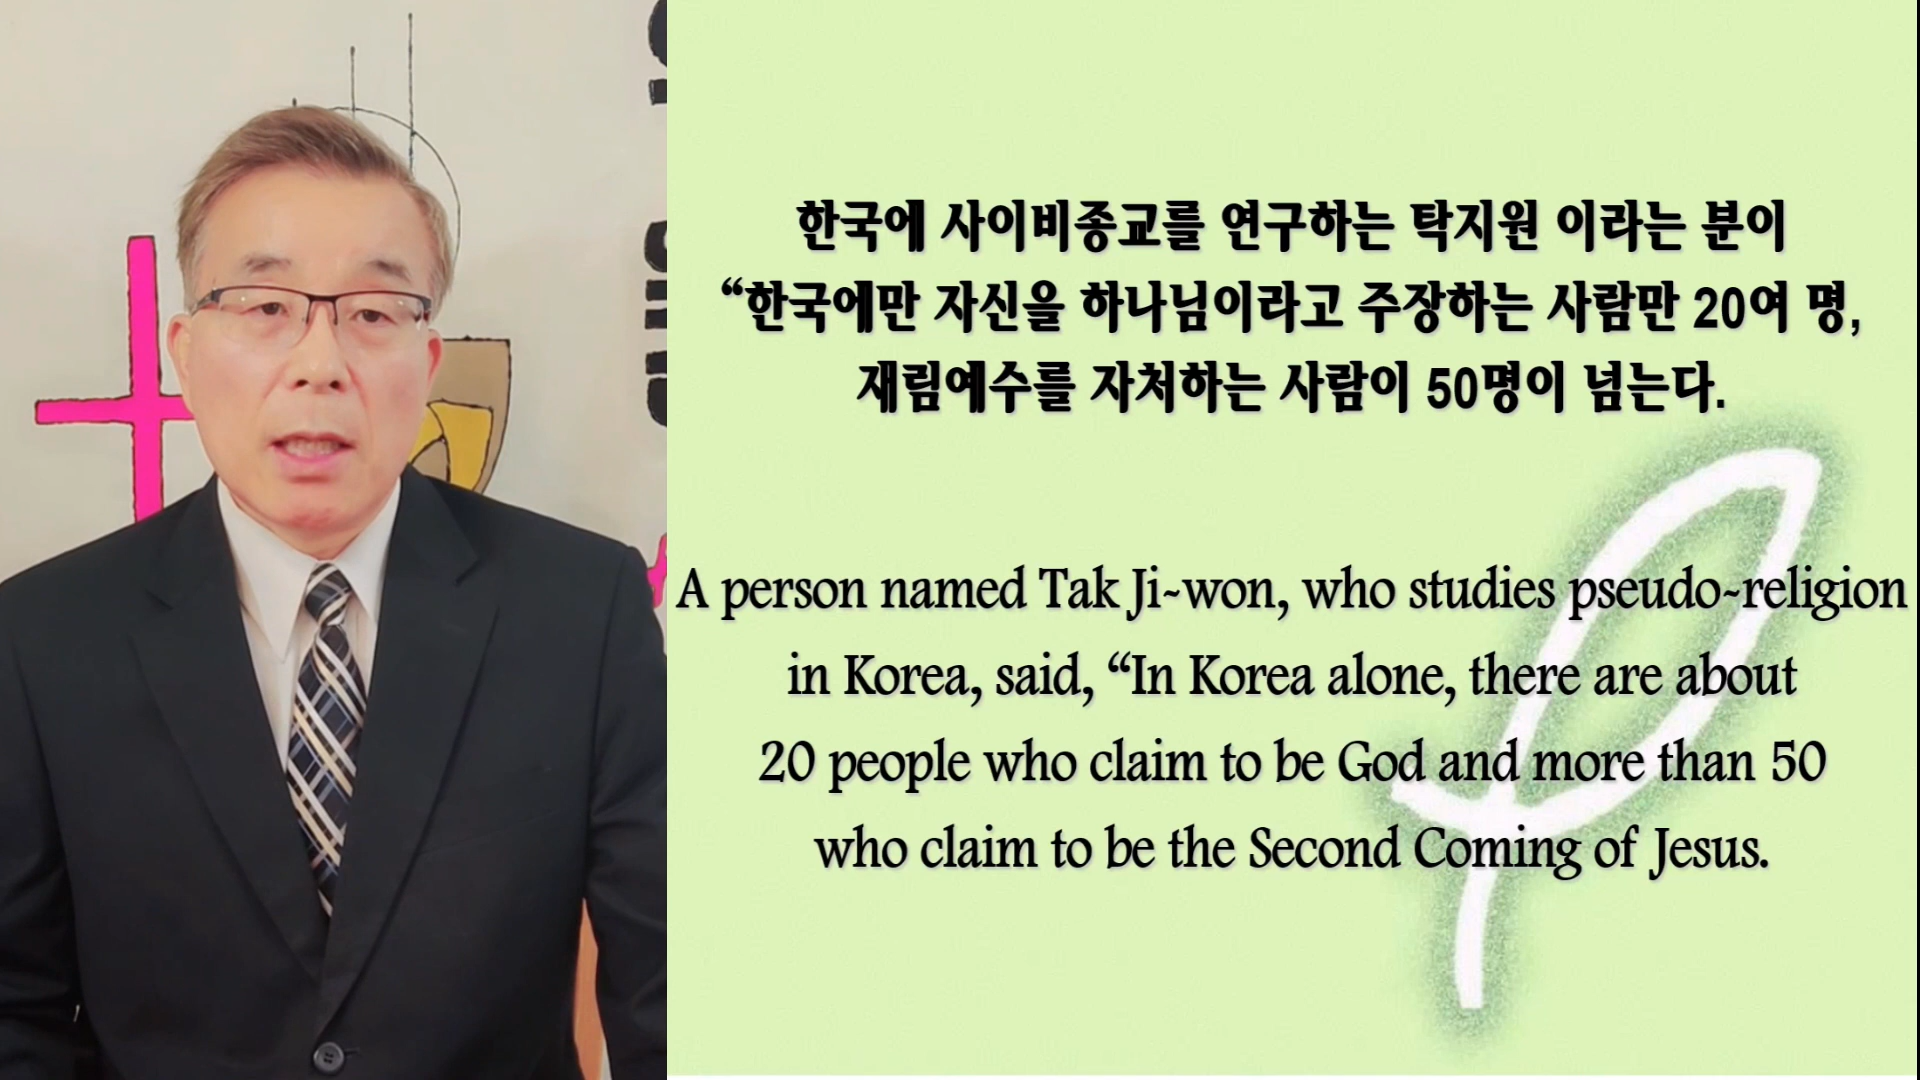 한국에 사이비종교를 연구하는 탁지원 이라는 분이
“한국에만 자신을 하나님이라고 주장하는 사람만 20여 명,
재림예수를 자처하는 사람이 50명이 넘는다.
A person named Tak Ji-won, who studies pseudo-religion
in Korea, said, “In Korea alone, there are about
20 people who claim to be God and more than 50
who claim to be the Second Coming of Jesus.